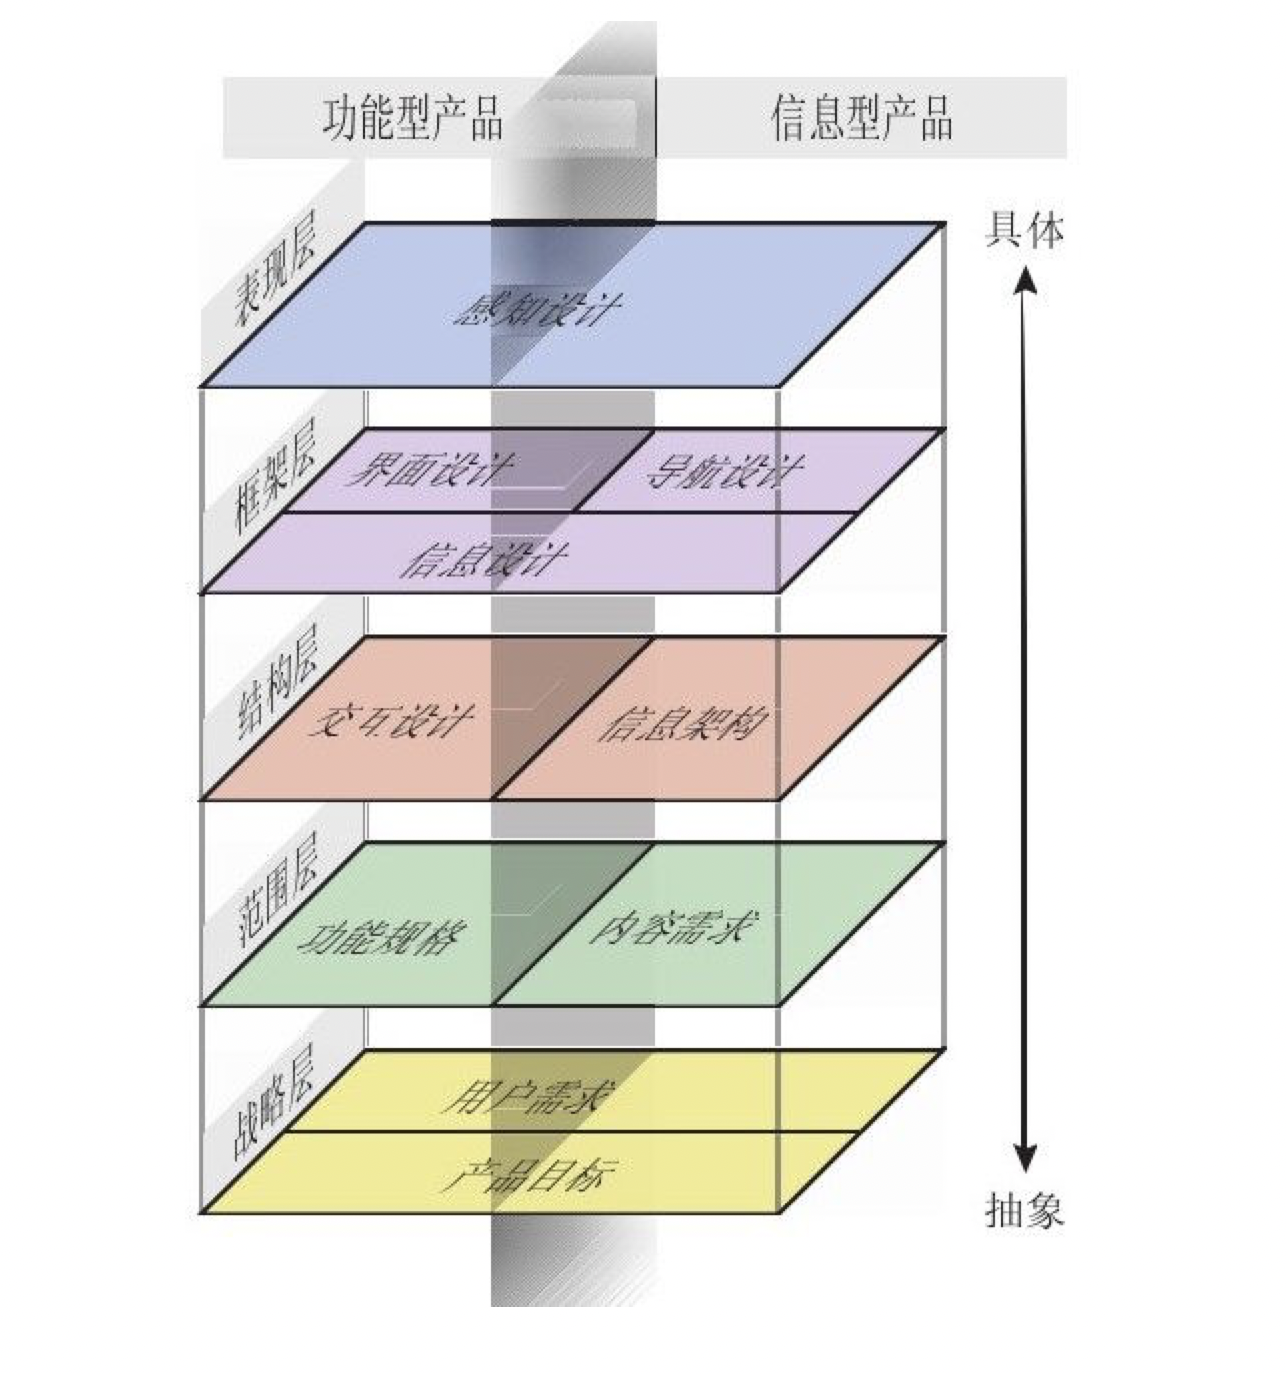 功能型产品 信息型产品
具体
表现层
感知设计
框架层
界面设计 导航设计
信息设计
结构层
交互设计 信息架构
范围层
功能规格 内容需求
战略层
用户需求
产品目标
抽象